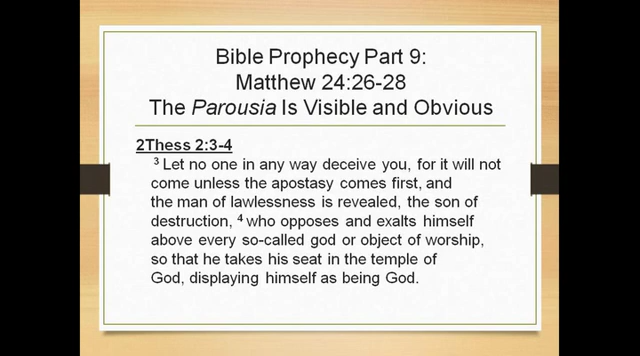 Bible Prophecy Part 9:
Matthew 24:26-28
The Parousia Is Visible and Obvious
2Thess 2:3-4
3 Let no one in any way deceive you, for it will not
come unless the apostasy comes first, and
the man of lawlessness is revealed, the son of
destruction, 4 who opposes and exalts himself
above every so-called god or object of worship,
so that he takes his seat in the temple of
God, displaying himself as being God.